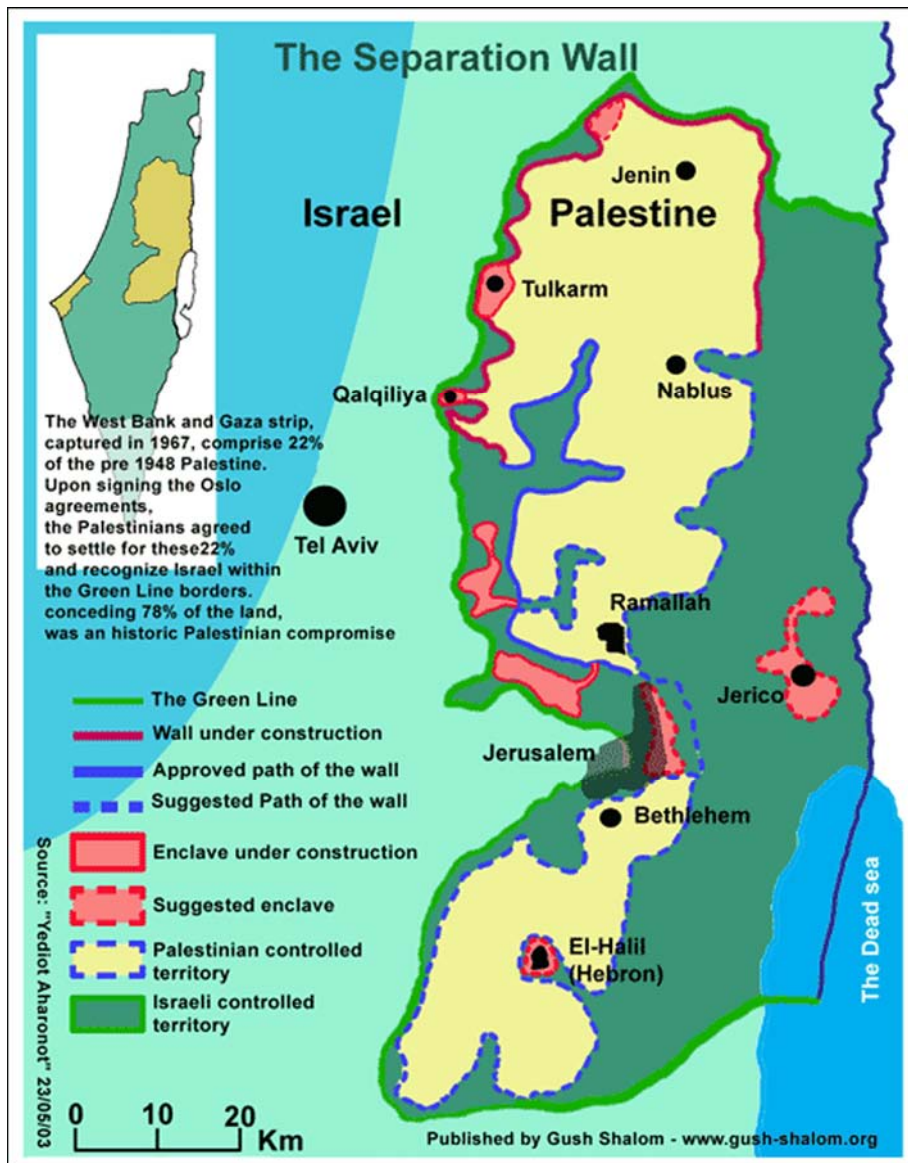 The Separation Wall
Israel
Palestine
Jenin
Tulkarm
Qalqiliya
Nablus
The West Bank and Gaza strip,
captured in 1967, comprise 22%
of the pre 1948 Palestine.
Upon signing the Oslo
agreements,
the Palestinians agreed
to settle for these22%
and recognize Israel within
the Green Line borders.
conceding 78% of the land,
was an historic Palestinian compromise
Tel Aviv
Ramallah
Jerico
Jerusalem
Bethlehem
El-Halil
(Hebron)
The Dead sea
The Green Line
Wall under construction
Approved path of the wall
Suggested Path of the wall
Enclave under construction
Suggested enclave
Palestinian controlled
territory
Israeli controlled
territory
Source: "Yediot Aharonot" 23/05/03
0 10 20
Km
Published by Gush Shalom - www.gush-shalom.org